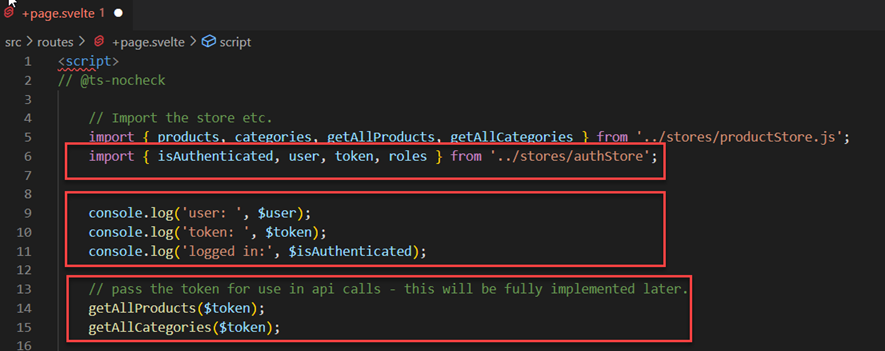 +page.svelte 1
src > routes > +page.svelte > script
1 <script>
2 // @ts-nocheck
3
4 // Import the store etc.
5 import { products, categories, getAllProducts, getAllCategories } from '../stores/productStore.js';
6 import { isAuthenticated, user, token, roles } from '../stores/authStore';
7
8
9 console.log('user: ', $user);
10 console.log('token: ', $token);
11 console.log('logged in:', $isAuthenticated);
12
13 // pass the token for use in api calls - this will be fully implemented later.
14 getAllProducts($token);
15 getAllCategories($token);
16